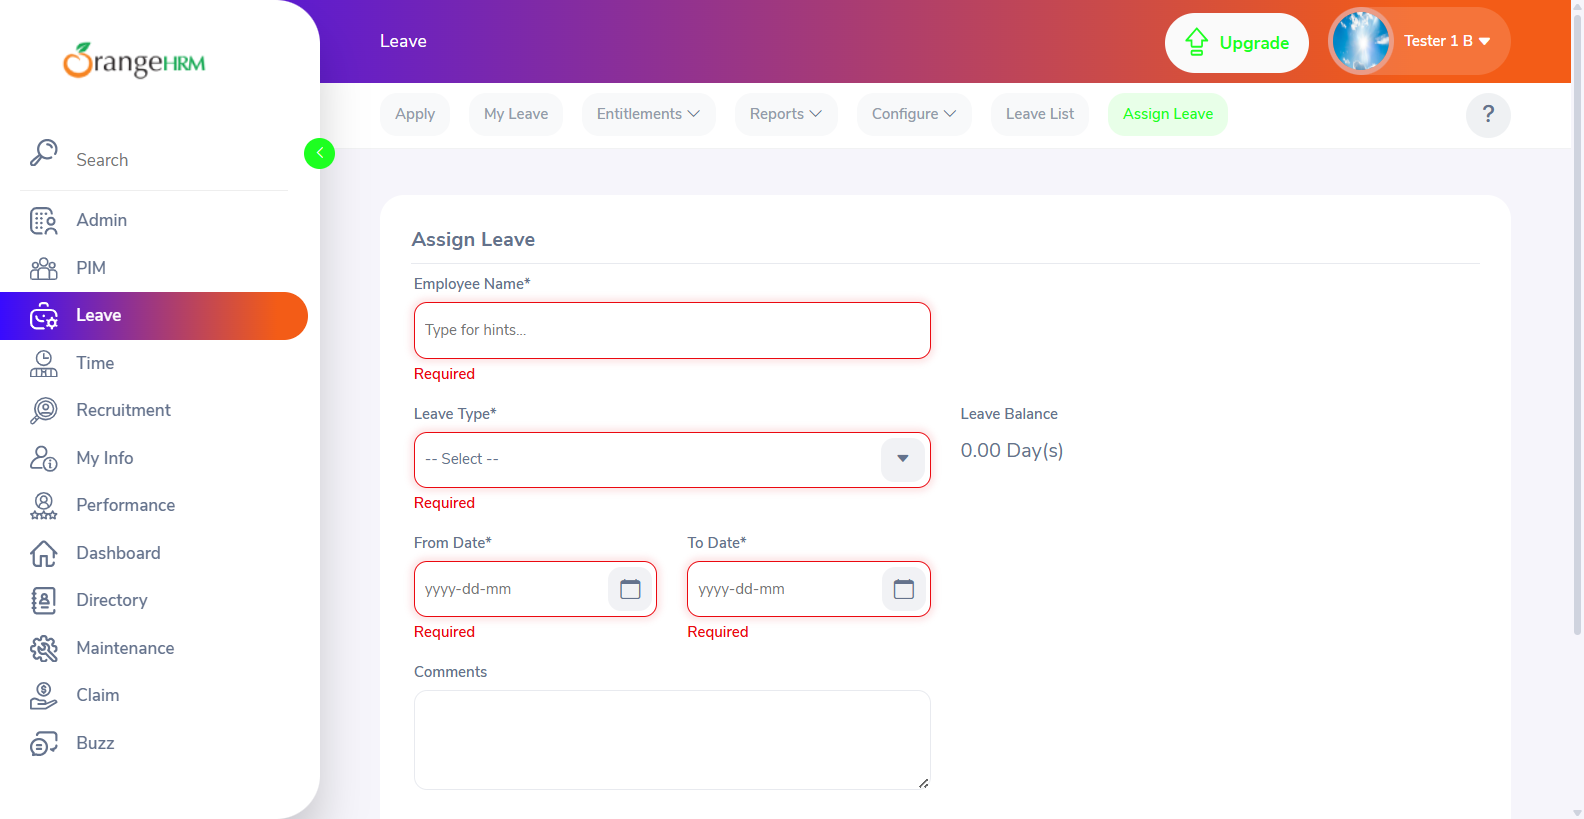 OrangeHRM
Search
Admin
PIM
Leave
Time
Recruitment
My Info
Performance
Dashboard
Directory
Maintenance
Claim
Buzz
Leave
Upgrade
Tester 1 B
Apply
My Leave
Entitlements
Reports
Configure
Leave List
Assign Leave
?
Assign Leave
Employee Name*
Type for hints...
Required
Leave Type*
Leave Balance
-- Select --
0.00 Day(s)
Required
From Date*
To Date*
yyyy-dd-mm
yyyy-dd-mm
Required
Required
Comments